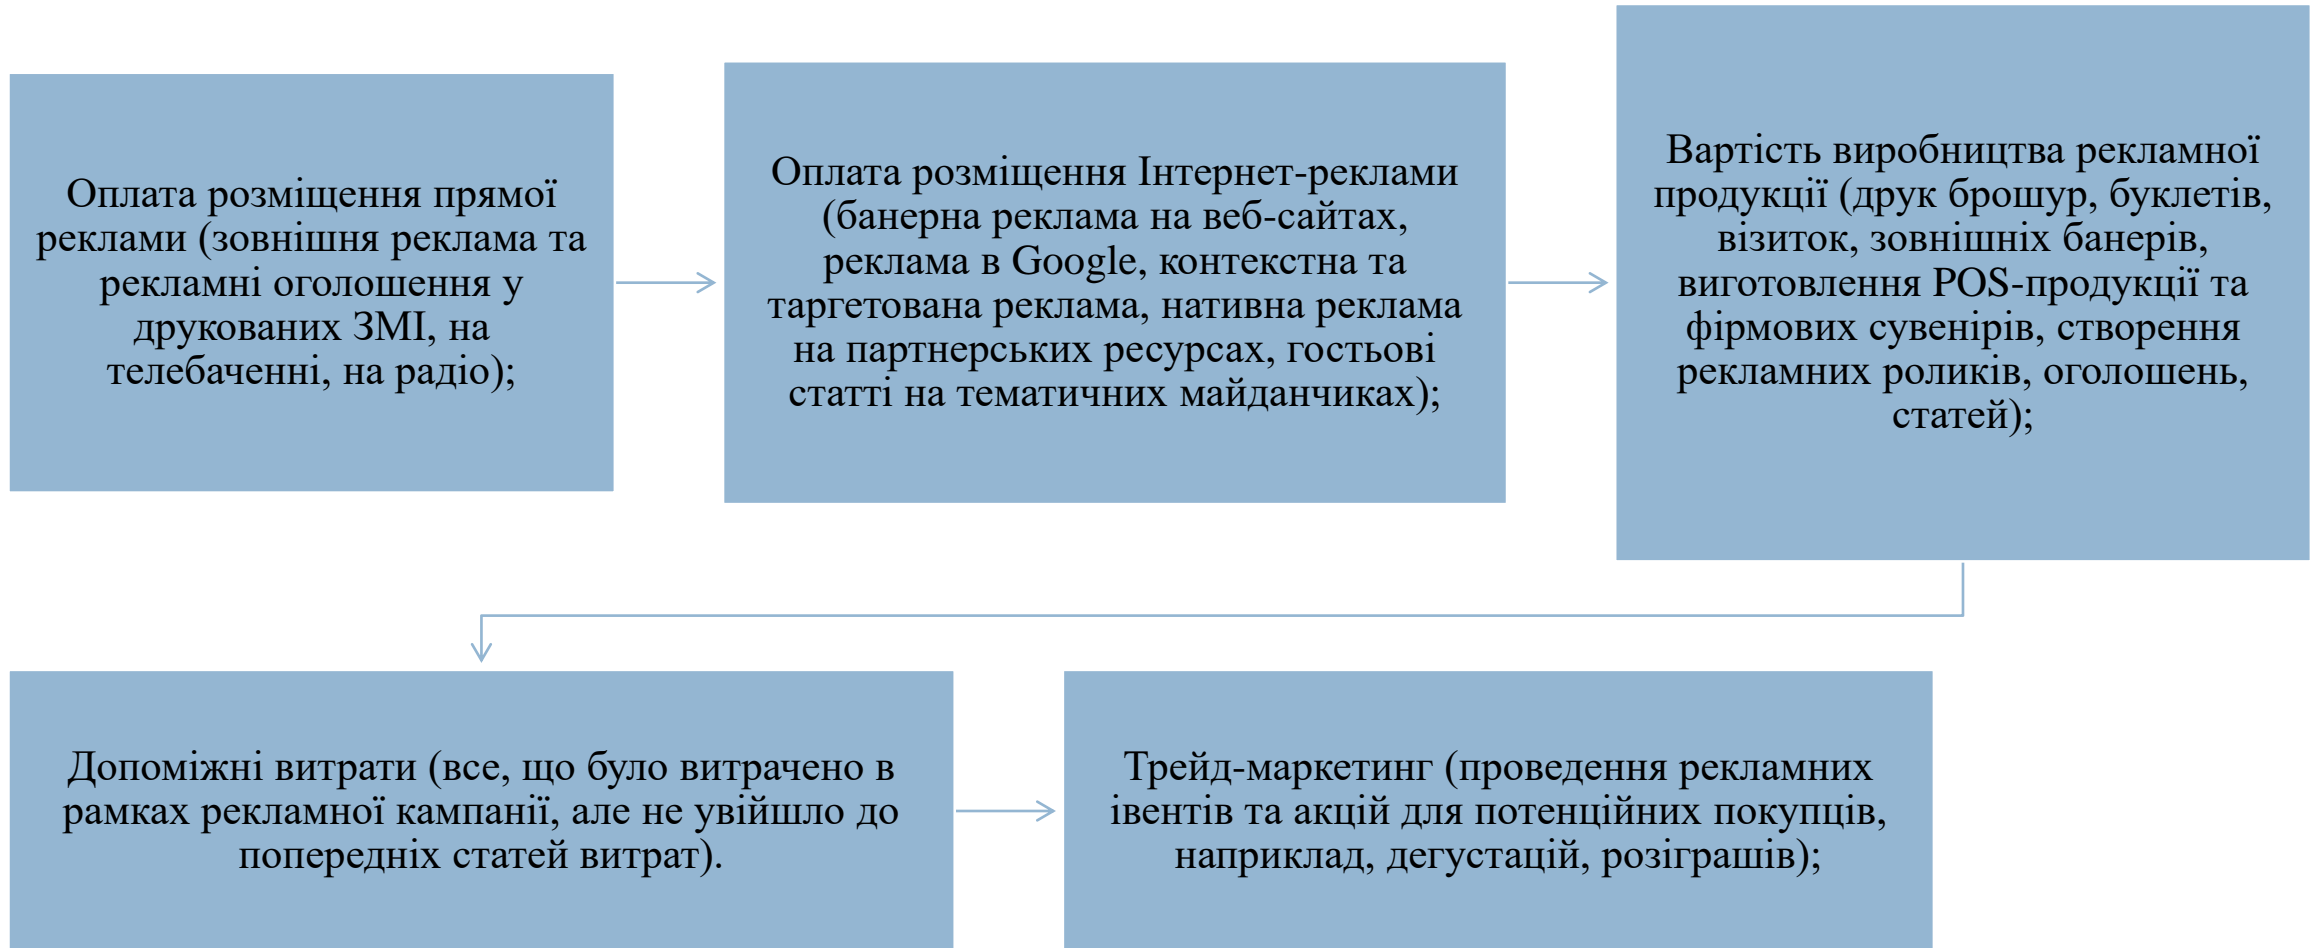 Оплата розміщення прямої
реклами (зовнішня реклама та
рекламні оголошення у
друкованих ЗМІ, на
телебаченні, на радіо);
Оплата розміщення Інтернет-реклами
(банерна реклама на веб-сайтах,
реклама в Google, контекстна та
таргетована реклама, нативна реклама
на партнерських ресурсах, гостьові
статті на тематичних майданчиках);
Вартість виробництва рекламної
продукції (друк брошур, буклетів,
візиток, зовнішніх банерів,
виготовлення POS-продукції та
фірмових сувенірів, створення
рекламних роликів, оголошень,
статей);
Допоміжні витрати (все, що було витрачено в
рамках рекламної кампанії, але не увійшло до
попередніх статей витрат).
Трейд-маркетинг (проведення рекламних
івентів та акцій для потенційних покупців,
наприклад, дегустацій, розіграшів);